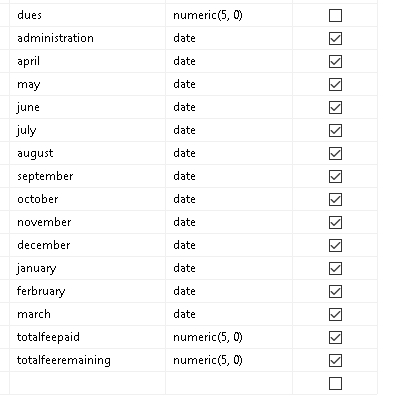 dues numeric(5, 0)
administration date
april date
may date
june date
july date
august date
september date
october date
november date
december date
january date
ferbruary date
march date
totalfeepaid numeric(5, 0)
totalfeeremaining numeric(5, 0)